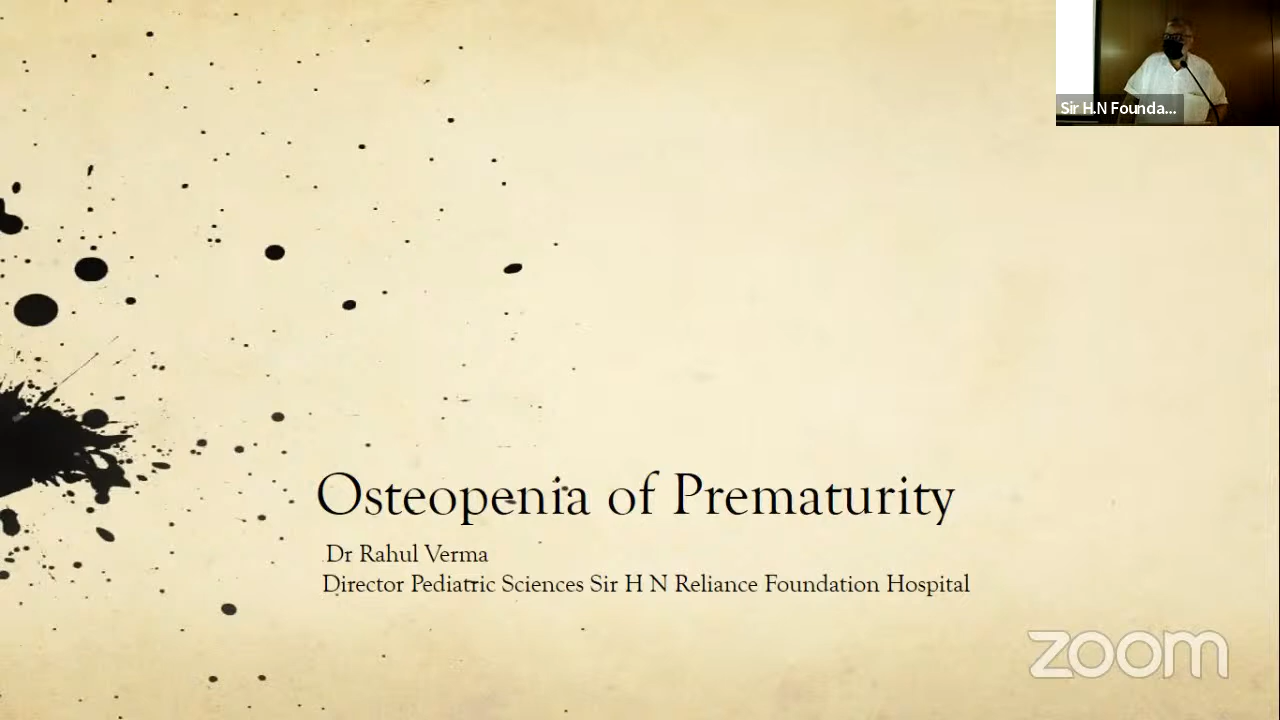 Sir H.N Founda...
Osteopenia of Prematurity
Dr Rahul Verma
Director Pediatric Sciences Sir H N Reliance Foundation Hospital
zoom